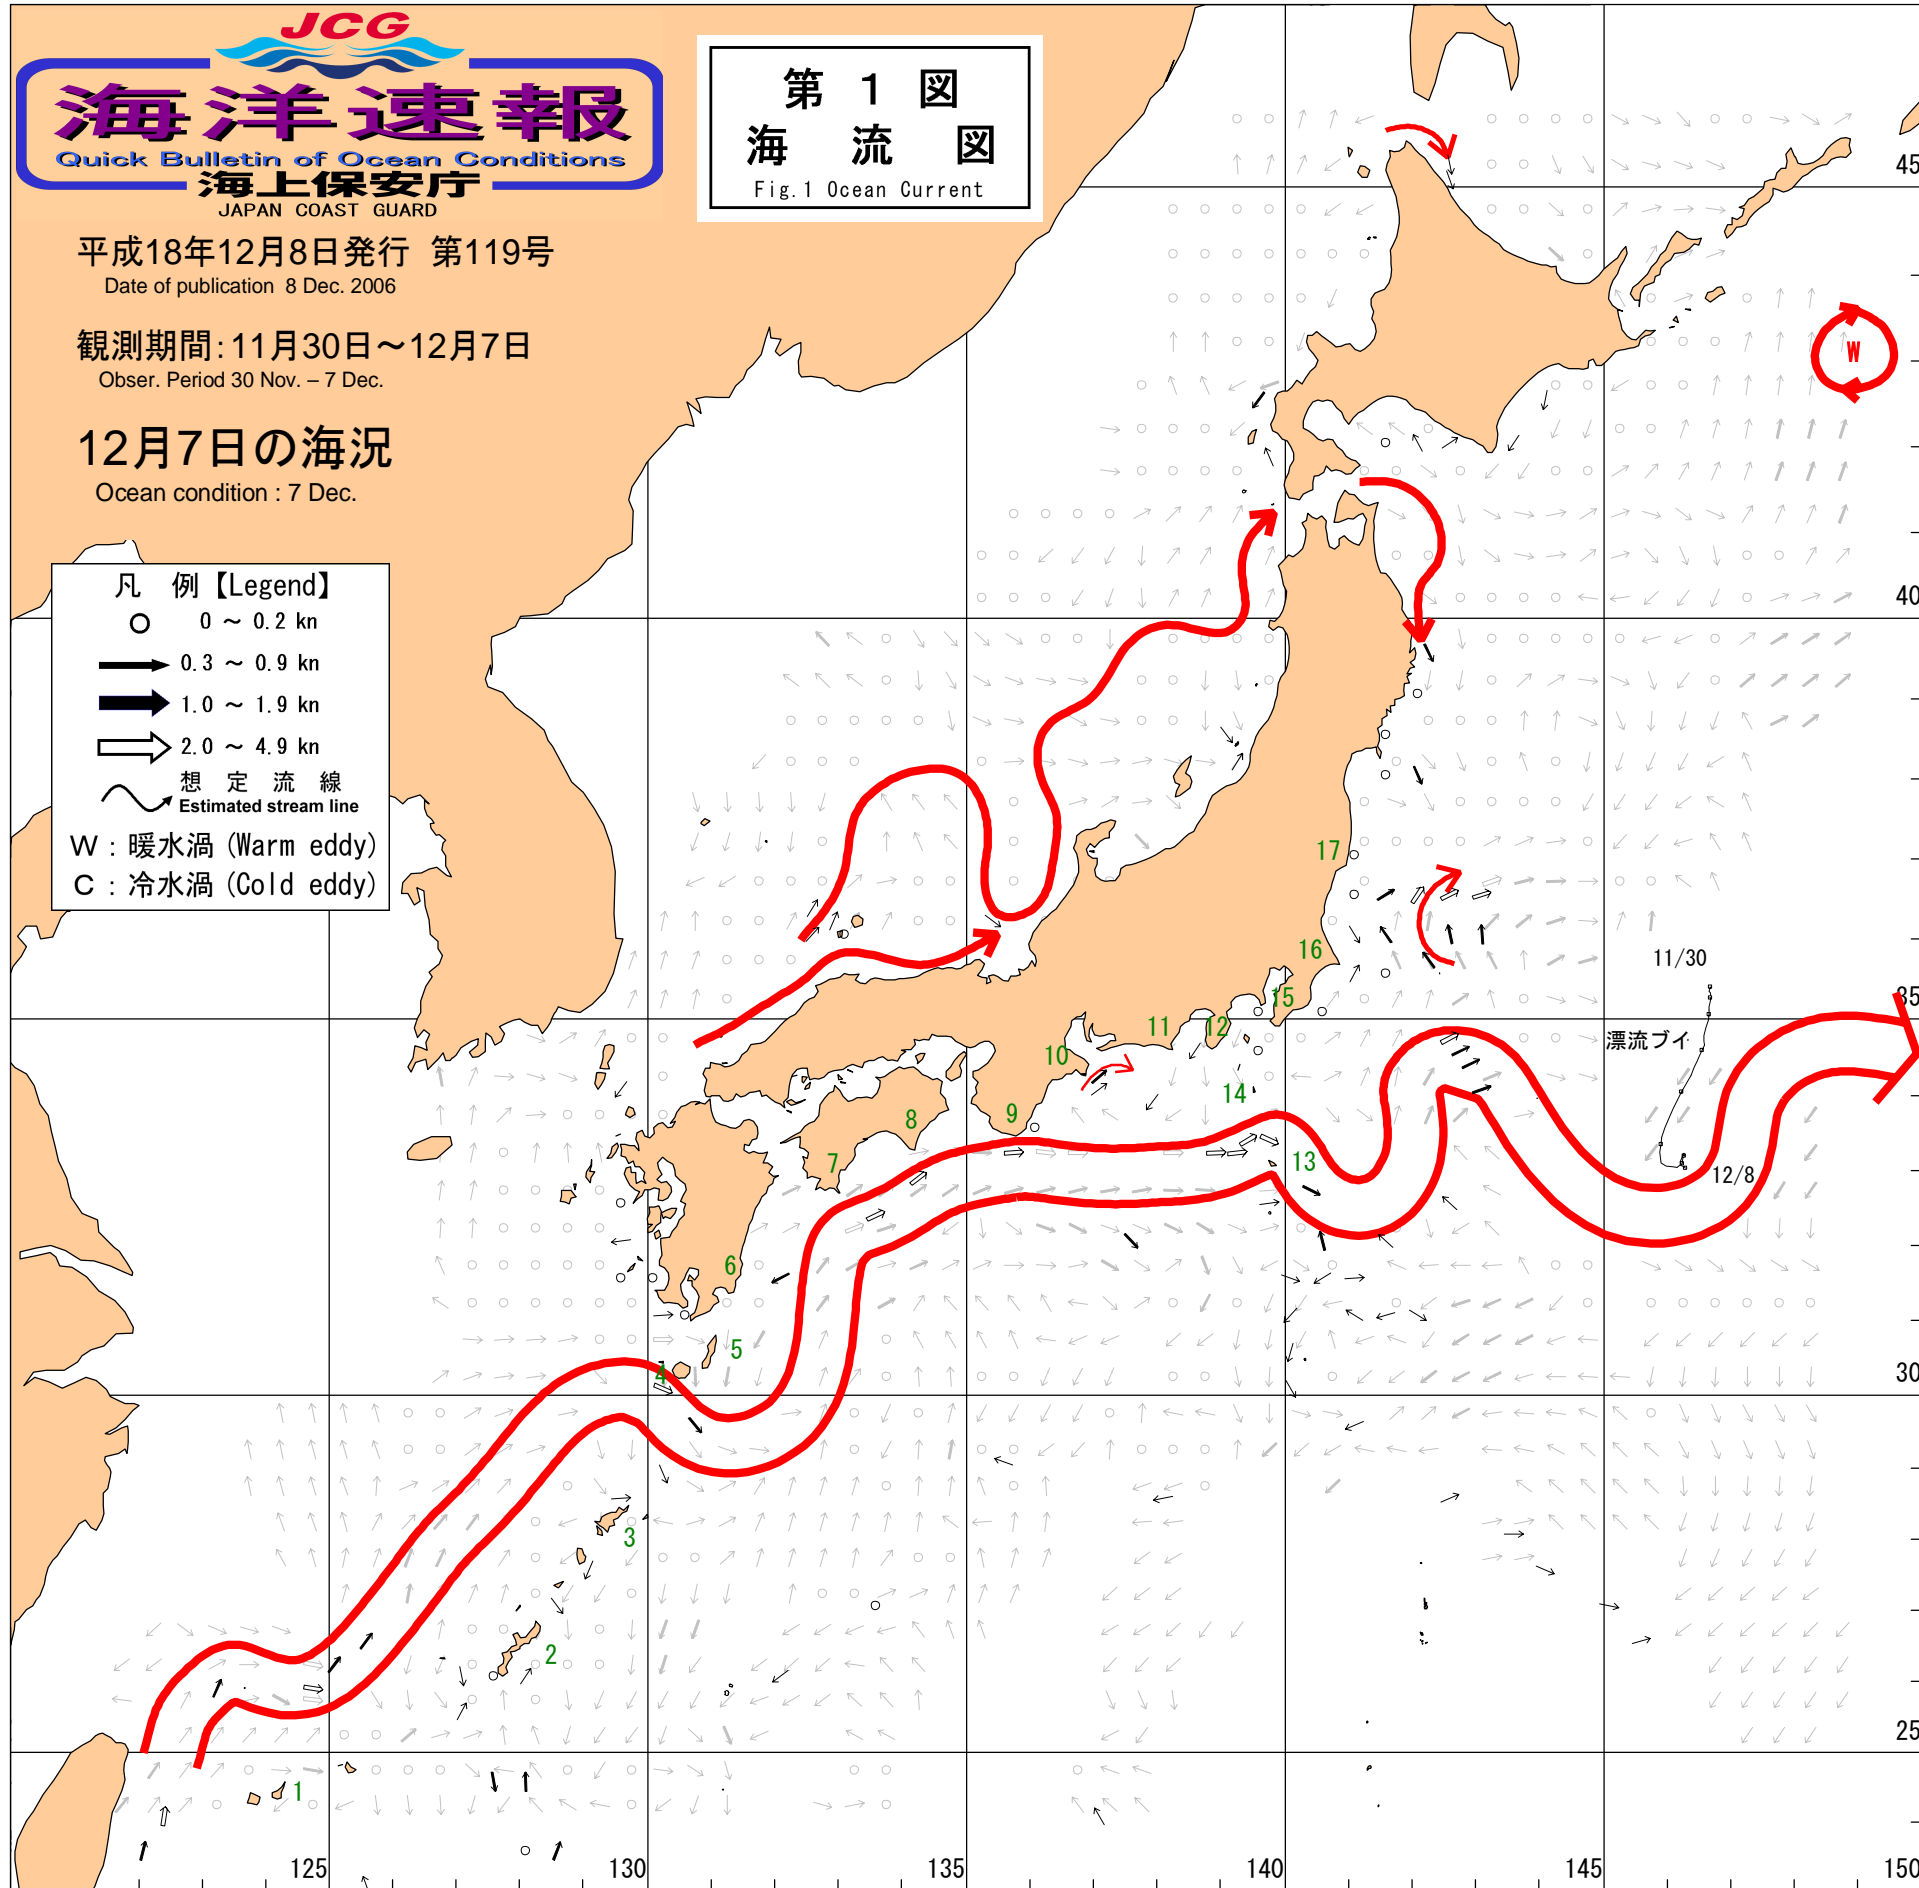 JCG
海洋速報
Quick Bulletin of Ocean Conditions
海上保安庁
JAPAN COAST GUARD
平成18年12月8日発行 第119号
Date of publication 8 Dec. 2006
観測期間：11月30日～12月7日
Obser. Period 30 Nov. – 7 Dec.
12月7日の海況
Ocean condition : 7 Dec.
第 1 図
海 流 図
Fig.1 Ocean Current
凡 例【Legend】
0 ～ 0.2 kn
0.3 ～ 0.9 kn
1.0 ～ 1.9 kn
2.0 ～ 4.9 kn
想 定 流 線
Estimated stream line
W : 暖水渦 (Warm eddy)
C : 冷水渦 (Cold eddy)
45
W
40
17
16
11/30
35
15
漂流ブイ
12
11
10
14
9
8
7
13
12/8
6
5
4
30
3
2
25
1
125
130
135
140
145
150